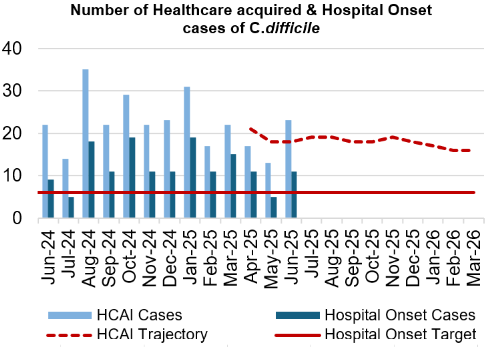 Number of Healthcare acquired & Hospital Onset
cases of C.difficile
40
30
20
10
0
Jun-24
Jul-24
Aug-24
Sep-24
Oct-24
Nov-24
Dec-24
Jan-25
Feb-25
Mar-25
Apr-25
May-25
Jun-25
Jul-25
Aug-25
Sep-25
Oct-25
Nov-25
Dec-25
Jan-26
Feb-26
Mar-26
HCAI Cases
Hospital Onset Cases
HCAI Trajectory
Hospital Onset Target